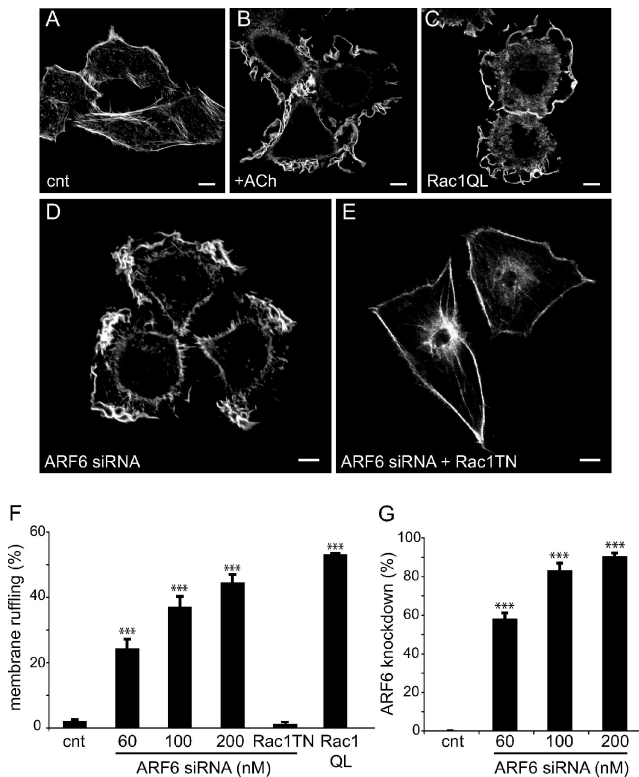 A
B
C
cnt
+ACh
Rac1QL
D
E
ARF6 siRNA
ARF6 siRNA + Rac1TN
F
membrane ruffling (%)
60
40
20
0
***
***
***
***
cnt
60
100
200
Rac1TN
Rac1
QL
ARF6 siRNA (nM)
G
ARF6 knockdown (%)
100
80
60
40
20
0
***
***
***
cnt
60
100
200
ARF6 siRNA (nM)